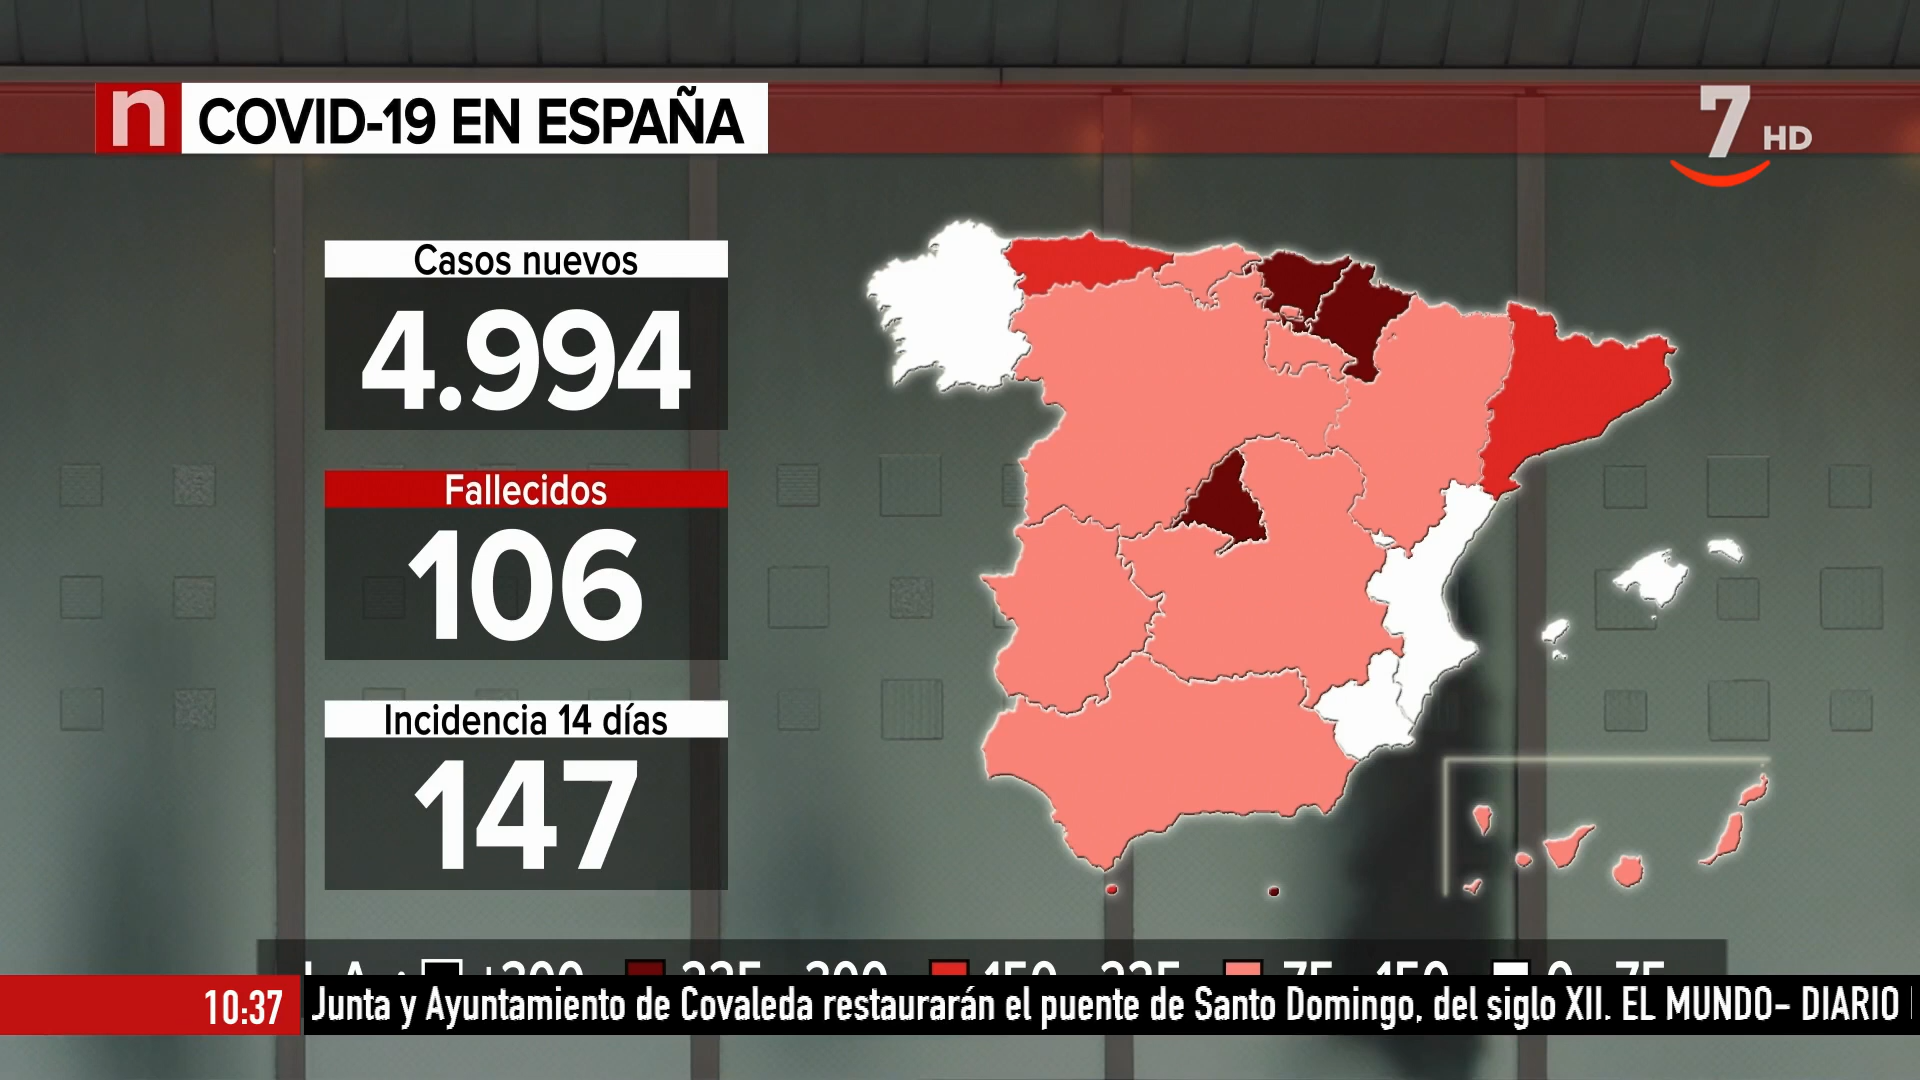 n COVID-19 EN ESPAÑA
7 HD
Casos nuevos
4.994
Fallecidos
106
Incidencia 14 días
147
10:37 Junta y Ayuntamiento de Covaleda restaurarán el puente de Santo Domingo, del siglo XII. EL MUNDO- DIARIO